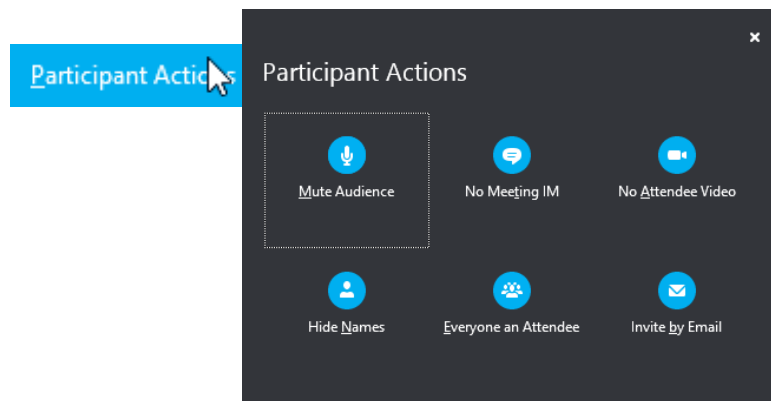 Participant Actions
Participant Actions
Mute Audience
No Meeting IM
No Attendee Video
Hide Names
Everyone an Attendee
Invite by Email